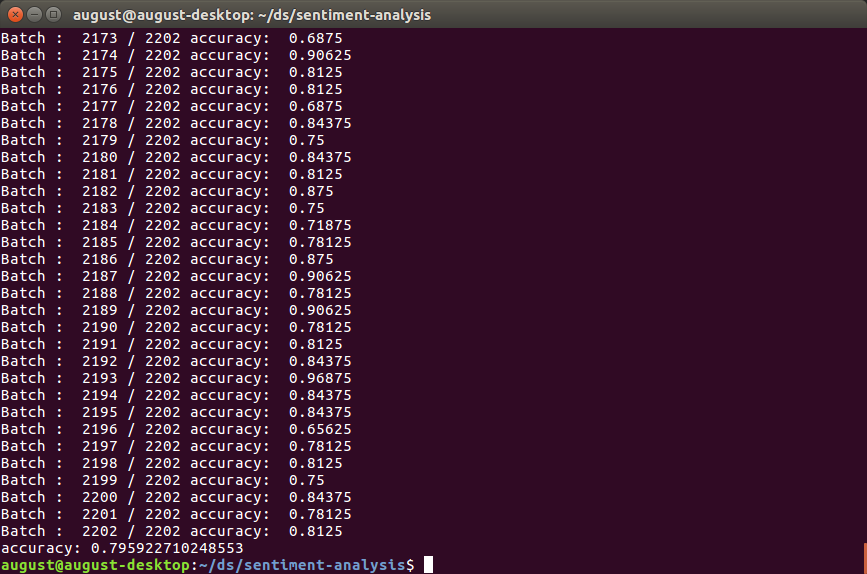 august@august-desktop: ~/ds/sentiment-analysis
Batch :  2173 / 2202 accuracy:  0.6875
Batch :  2174 / 2202 accuracy:  0.90625
Batch :  2175 / 2202 accuracy:  0.8125
Batch :  2176 / 2202 accuracy:  0.8125
Batch :  2177 / 2202 accuracy:  0.6875
Batch :  2178 / 2202 accuracy:  0.84375
Batch :  2179 / 2202 accuracy:  0.75
Batch :  2180 / 2202 accuracy:  0.84375
Batch :  2181 / 2202 accuracy:  0.8125
Batch :  2182 / 2202 accuracy:  0.875
Batch :  2183 / 2202 accuracy:  0.75
Batch :  2184 / 2202 accuracy:  0.71875
Batch :  2185 / 2202 accuracy:  0.78125
Batch :  2186 / 2202 accuracy:  0.875
Batch :  2187 / 2202 accuracy:  0.90625
Batch :  2188 / 2202 accuracy:  0.78125
Batch :  2189 / 2202 accuracy:  0.90625
Batch :  2190 / 2202 accuracy:  0.78125
Batch :  2191 / 2202 accuracy:  0.8125
Batch :  2192 / 2202 accuracy:  0.84375
Batch :  2193 / 2202 accuracy:  0.96875
Batch :  2194 / 2202 accuracy:  0.84375
Batch :  2195 / 2202 accuracy:  0.84375
Batch :  2196 / 2202 accuracy:  0.65625
Batch :  2197 / 2202 accuracy:  0.78125
Batch :  2198 / 2202 accuracy:  0.8125
Batch :  2199 / 2202 accuracy:  0.75
Batch :  2200 / 2202 accuracy:  0.84375
Batch :  2201 / 2202 accuracy:  0.78125
Batch :  2202 / 2202 accuracy:  0.8125
accuracy: 0.795922710248553
august@august-desktop:~/ds/sentiment-analysis$